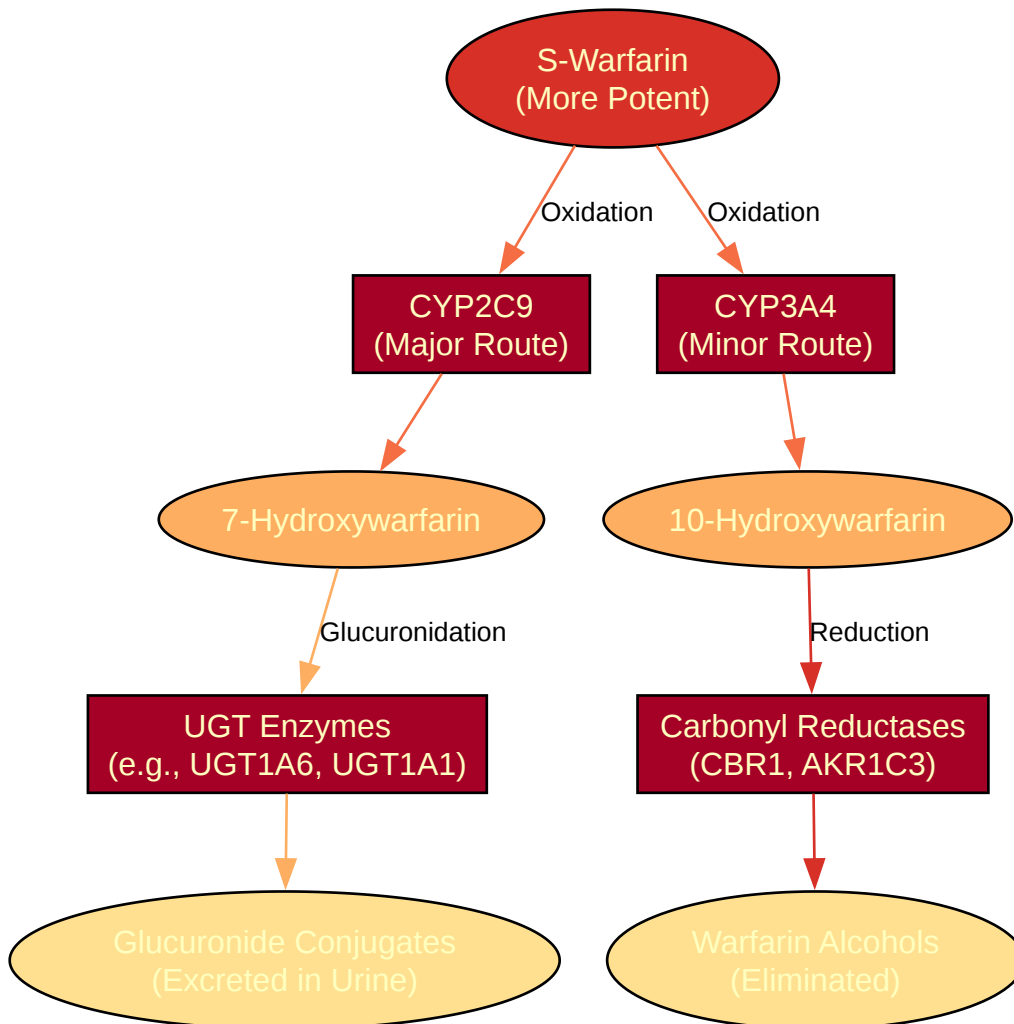 S-Warfarin
(More Potent)
Oxidation
Oxidation
CYP2C9
(Major Route)
CYP3A4
(Minor Route)
7-Hydroxywarfarin
10-Hydroxywarfarin
Glucuronidation
Reduction
UGT Enzymes
(e.g., UGT1A6, UGT1A1)
Carbonyl Reductases
(CBR1, AKR1C3)
Glucuronide Conjugates
(Excreted in Urine)
Warfarin Alcohols
(Eliminated)